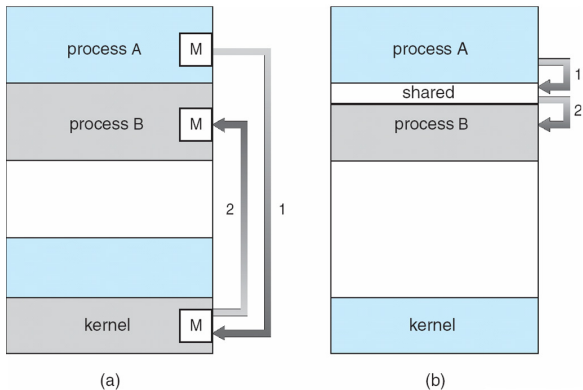 process A
M
process B
M
2
1
kernel
M
(a)
process A
1
shared
2
process B
kernel
(b)